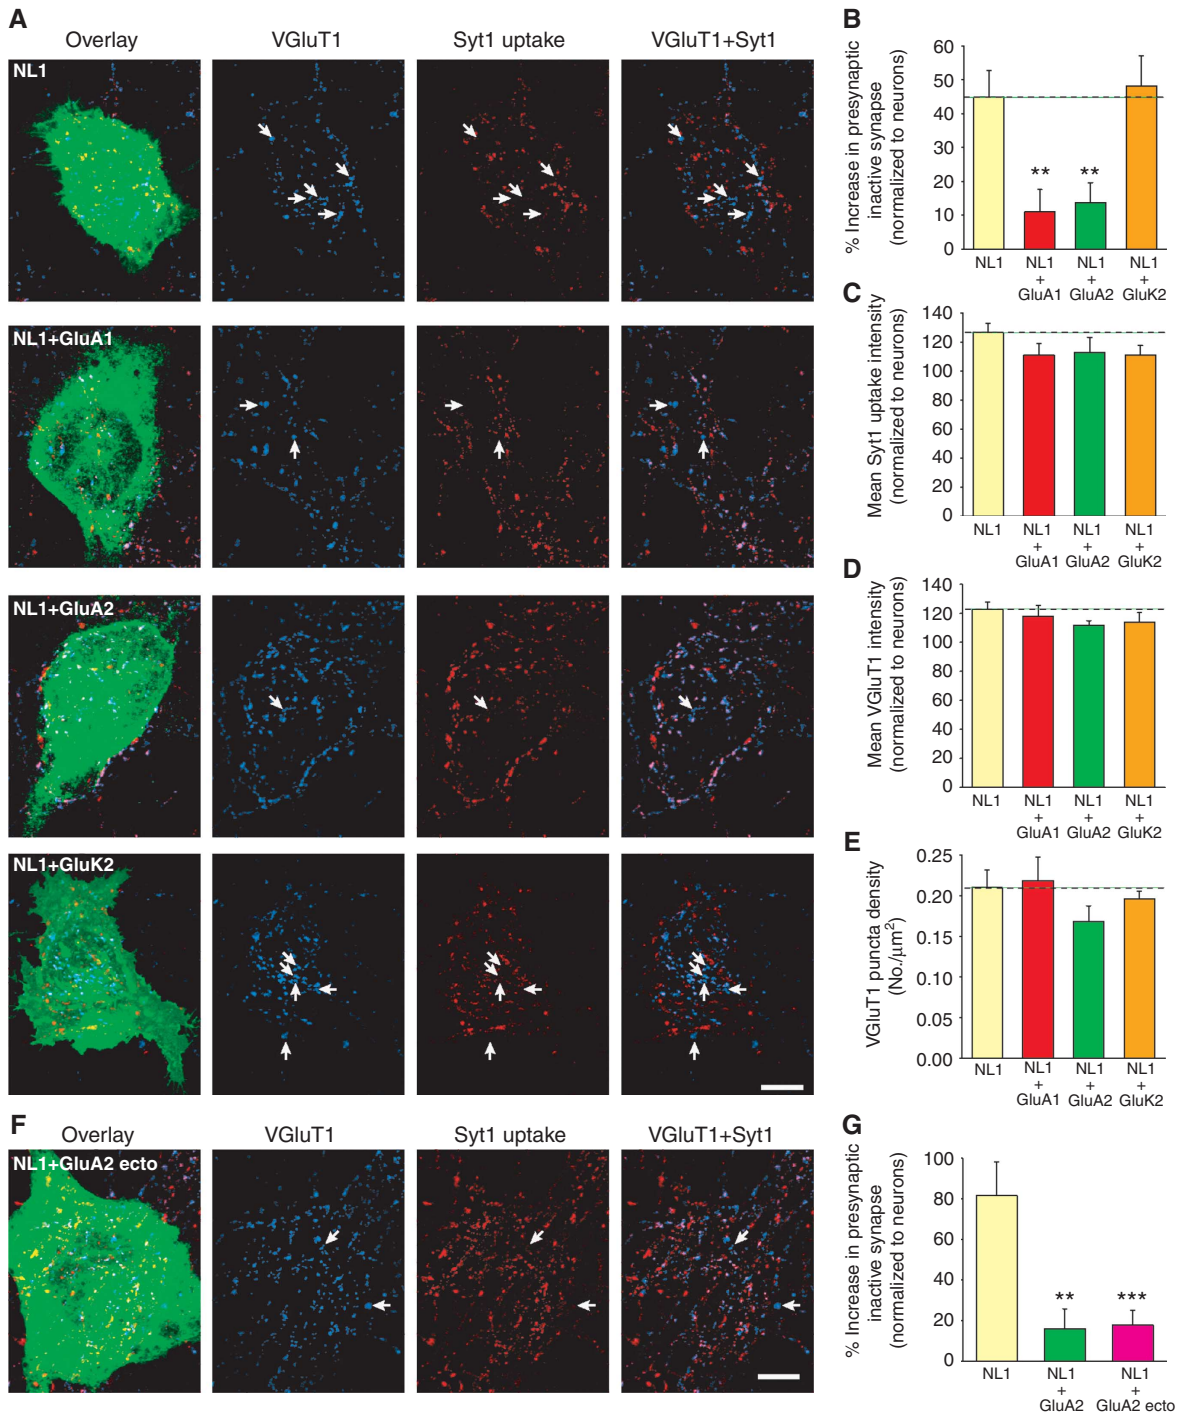 A
Overlay
VGluT1
Syt1 uptake
VGluT1+Syt1
NL1
NL1+GluA1
NL1+GluA2
NL1+GluK2
B
% Increase in presynaptic
inactive synapse
(normalized to neurons)
60
50
40
30
20
10
0
**
**
NL1
NL1
+
GluA1
NL1
+
GluA2
NL1
+
GluK2
C
Mean Syt1 uptake intensity
(normalized to neurons)
140
120
100
80
60
40
20
0
NL1
NL1
+
GluA1
NL1
+
GluA2
NL1
+
GluK2
D
Mean VGluT1 intensity
(normalized to neurons)
140
120
100
80
60
40
20
0
NL1
NL1
+
GluA1
NL1
+
GluA2
NL1
+
GluK2
E
VGluT1 puncta density
(No./µm²)
0.25
0.20
0.15
0.10
0.05
0.00
NL1
NL1
+
GluA1
NL1
+
GluA2
NL1
+
GluK2
F
Overlay
VGluT1
Syt1 uptake
VGluT1+Syt1
NL1+GluA2 ecto
G
% Increase in presynaptic
inactive synapse
(normalized to neurons)
100
80
60
40
20
0
**
***
NL1
NL1
+
GluA2
NL1
+
GluA2 ecto